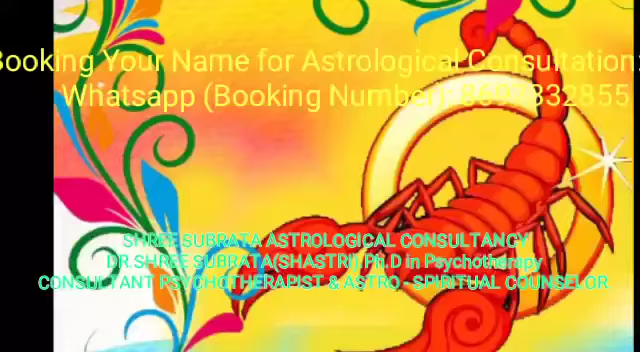 Booking Your Name for Astrological Consultation:
Whatsapp (Booking Number): 332855
SHREE SUBRATA ASTROLOGICAL CONSULTANCY
DR.SHREE SUBRATA(SHASTRI).Ph.D in Psychotherapy
CONSULTANT PSYCHOTHERAPIST & ASTRO - SPIRITUAL COUNSELOR